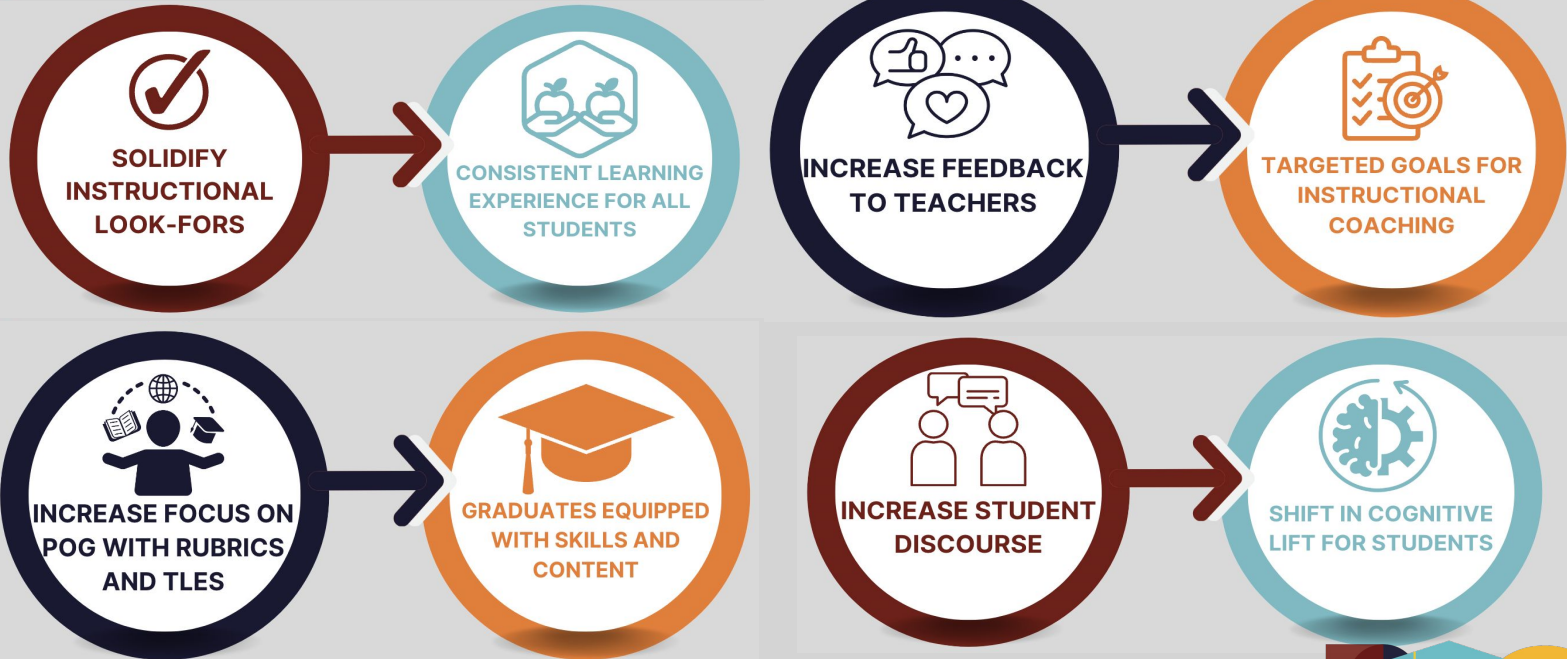 SOLIDIFY
INSTRUCTIONAL
LOOK-FORS
CONSISTENT LEARNING
EXPERIENCE FOR ALL
STUDENTS
INCREASE FEEDBACK
TO TEACHERS
TARGETED GOALS FOR
INSTRUCTIONAL
COACHING
INCREASE FOCUS ON
POG WITH RUBRICS
AND TLES
GRADUATES EQUIPPED
WITH SKILLS AND
CONTENT
INCREASE STUDENT
DISCOURSE
SHIFT IN COGNITIVE
LIFT FOR STUDENTS